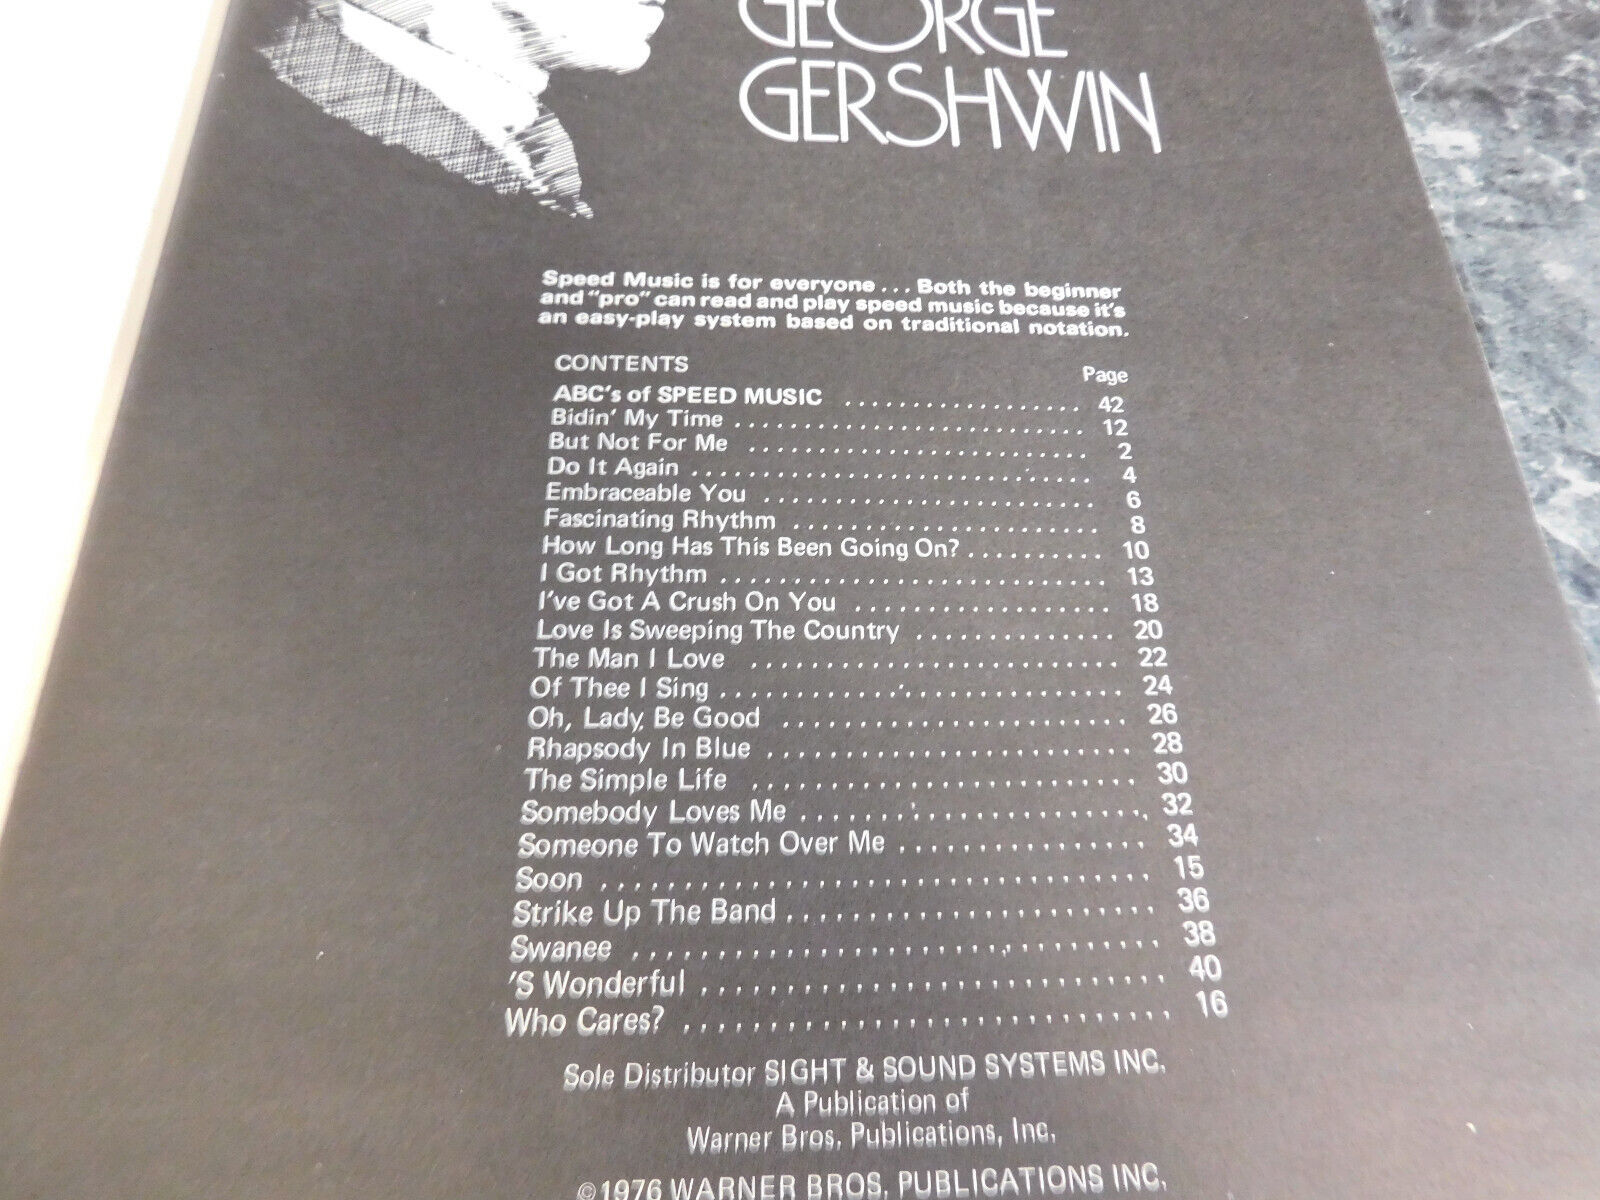 GEORGE
GERSHWIN
Speed Music is for everyone... Both the beginner
and "pro" can read and play speed music because it's
an easy-play system based on traditional notation.
CONTENTS
Page
ABC's of SPEED MUSIC .................. 42
Bidin' My Time .......................... 12
But Not For Me ......................... 2
Do It Again .............................. 4
Embraceable You ........................ 6
Fascinating Rhythm ...................... 8
How Long Has This Been Going On? .......... 10
I Got Rhythm ............................ 13
I've Got A Crush On You ................... 18
Love Is Sweeping The Country .............. 20
The Man I Love ......................... 22
Of Thee I Sing ............................ 24
Oh, Lady, Be Good ....................... 26
Rhapsody In Blue ........................ 28
The Simple Life ......................... 30
Somebody Loves Me ....................... 32
Someone To Watch Over Me ................ 34
Soon .................................. 15
Strike Up The Band ........................ 36
Swanee ................................ 38
'S Wonderful ............................ 40
Who Cares? ............................. 16
Sole Distributor SIGHT & SOUND SYSTEMS INC.
A Publication of
Warner Bros. Publications, Inc.
©1976 WARNER BROS. PUBLICATIONS INC.